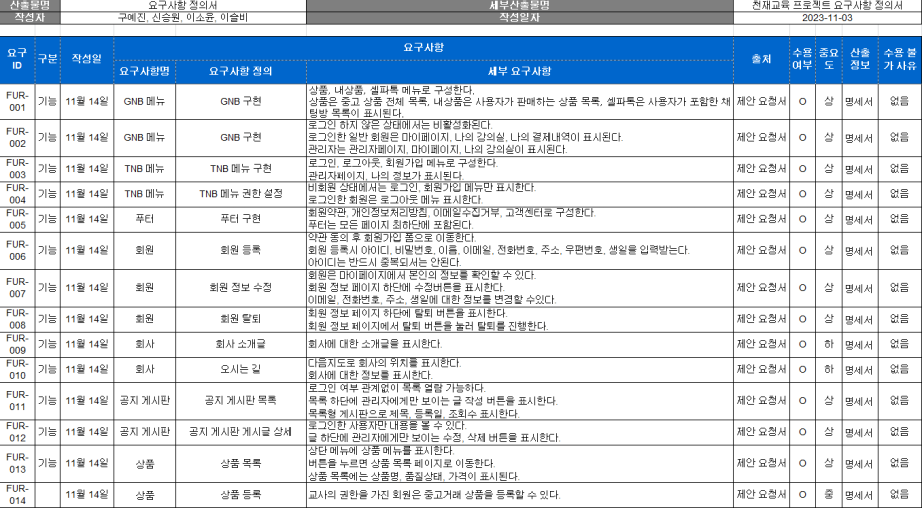 산출물명 요구사항 정의서 세부산출물명 천재교육 프로젝트 요구사항 정의서
작성자 구예진, 신승원, 이소윤, 이슬비 작성일자 2023-11-03
요구 ID 구분 작성일 요구사항 출처 수용 여부 중요도 산출 정보 수용 불가 사유
요구사항명 요구사항 정의 세부 요구사항
FUR-001 기능 11월 14일 GNB 메뉴 GNB 구현
상품, 내상품, 셀파톡 메뉴로 구성한다.
상품은 중고 상품 전체 목록, 내상품은 사용자가 판매하는 상품 목록, 셀파톡은 사용자가 포함한 채
팅방 목록이 표시된다.
제안 요청서 O 상 명세서 없음
FUR-002 기능 11월 14일 GNB 메뉴 GNB 구현
로그인 하지 않은 상태에서는 비활성화된다.
로그인한 일반 회원은 마이페이지, 나의 강의실, 나의 결제내역이 표시된다.
관리자는 관리자페이지, 마이페이지, 나의 강의실이 표시된다.
제안 요청서 O 상 명세서 없음
FUR-003 기능 11월 14일 TNB 메뉴 TNB 메뉴 구현
로그인, 로그아웃, 회원가입 메뉴로 구성한다.
관리자페이지, 나의 정보가 표시된다.
제안 요청서 O 상 명세서 없음
FUR-004 기능 11월 14일 TNB 메뉴 TNB 메뉴 권한 설정
비회원 상태에서는 로그인, 회원가입 메뉴만 표시한다.
로그인한 회원은 로그아웃 메뉴 표시한다.
제안 요청서 O 상 명세서 없음
FUR-005 기능 11월 14일 푸터 푸터 구현
회원약관, 개인정보처리방침, 이메일수집거부, 고객센터로 구성한다.
푸터는 모든 페이지 최하단에 포함된다.
제안 요청서 O 상 명세서 없음
FUR-006 기능 11월 14일 회원 회원 등록
약관 동의 후 회원가입 폼으로 이동한다.
회원 등록시 아이디, 비밀번호, 이름, 이메일, 전화번호, 주소, 우편번호, 생일을 입력받는다.
아이디는 반드시 중복되서는 안된다.
제안 요청서 O 상 명세서 없음
FUR-007 기능 11월 14일 회원 회원 정보 수정
회원은 마이페이지에서 본인의 정보를 확인할 수 있다.
회원 정보 페이지 하단에 수정버튼을 표시한다.
이메일, 전화번호, 주소, 생일에 대한 정보를 변경할 수있다.
제안 요청서 O 상 명세서 없음
FUR-008 기능 11월 14일 회원 회원 탈퇴
회원 정보 페이지 하단에 탈퇴 버튼을 표시한다.
회원 정보 페이지에서 탈퇴 버튼을 눌러 탈퇴를 진행한다.
제안 요청서 O 상 명세서 없음
FUR-009 기능 11월 14일 회사 회사 소개글
회사에 대한 소개글을 표시한다.
제안 요청서 O 하 명세서 없음
FUR-010 기능 11월 14일 회사 오시는 길
다음지도로 회사의 위치를 표시한다.
회사에 대한 정보를 표시한다.
제안 요청서 O 하 명세서 없음
FUR-011 기능 11월 14일 공지 게시판 공지 게시판 목록
로그인 여부 관계없이 목록 열람 가능하다.
목록 하단에 관리자에게만 보이는 글 작성 버튼을 표시한다.
목록형 게시판으로 제목, 등록일, 조회수 표시한다.
제안 요청서 O 상 명세서 없음
FUR-012 기능 11월 14일 공지 게시판 공지 게시판 게시글 상세
로그인한 사용자만 내용을 볼 수 있다.
글 하단에 관리자에게만 보이는 수정, 삭제 버튼을 표시한다.
제안 요청서 O 상 명세서 없음
FUR-013 기능 11월 14일 상품 상품 목록
상단 메뉴에 상품 메뉴를 표시한다.
버튼을 누르면 상품 목록 페이지로 이동한다.
상품 목록에는 상품명, 품질상태, 가격이 표시된다.
제안 요청서 O 상 명세서 없음
FUR-014 11월 14일 상품 상품 등록
교사의 권한을 가진 회원은 중고거래 상품을 등록할 수 있다.
제안 요청서 O 중 명세서 없음